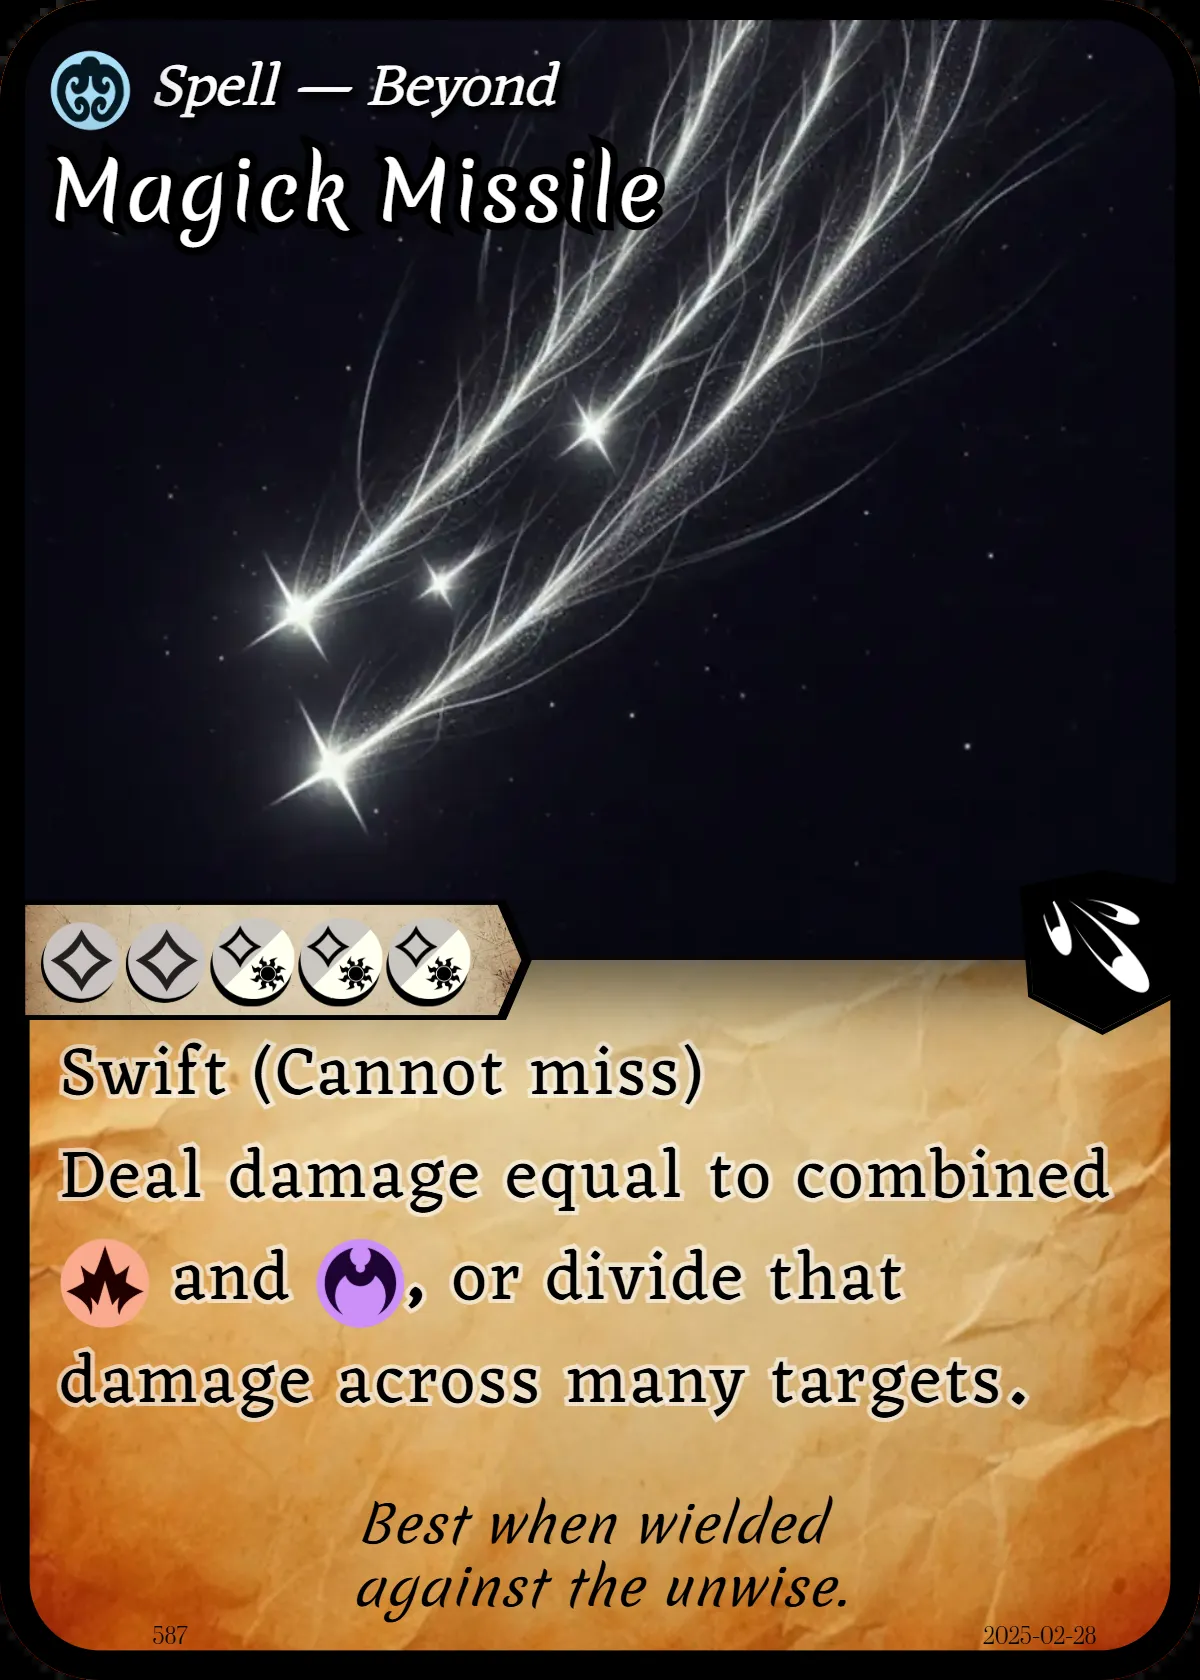 Spell — Beyond
Magick Missile
Swift (Cannot miss)
Deal damage equal to combined
and , or divide that
damage across many targets.
Best when wielded
against the unwise.
587
2025-02-28